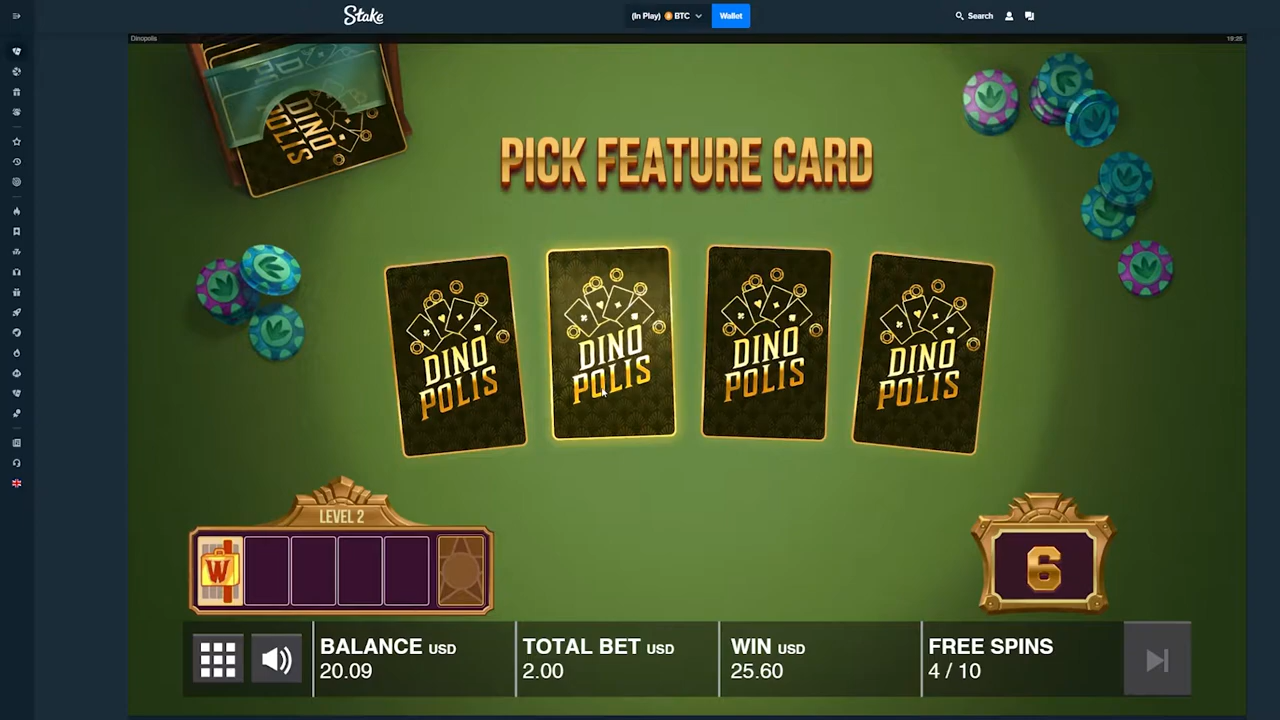 Stake
(In Play) BTC
Wallet
Search
Dinopolis
19:25
DINO
POLIS
PICK FEATURE CARD
DINO
POLIS
DINO
POLIS
DINO
POLIS
DINO
POLIS
LEVEL 2
W
6
BALANCE USD
20.09
TOTAL BET USD
2.00
WIN USD
25.60
FREE SPINS
4 / 10